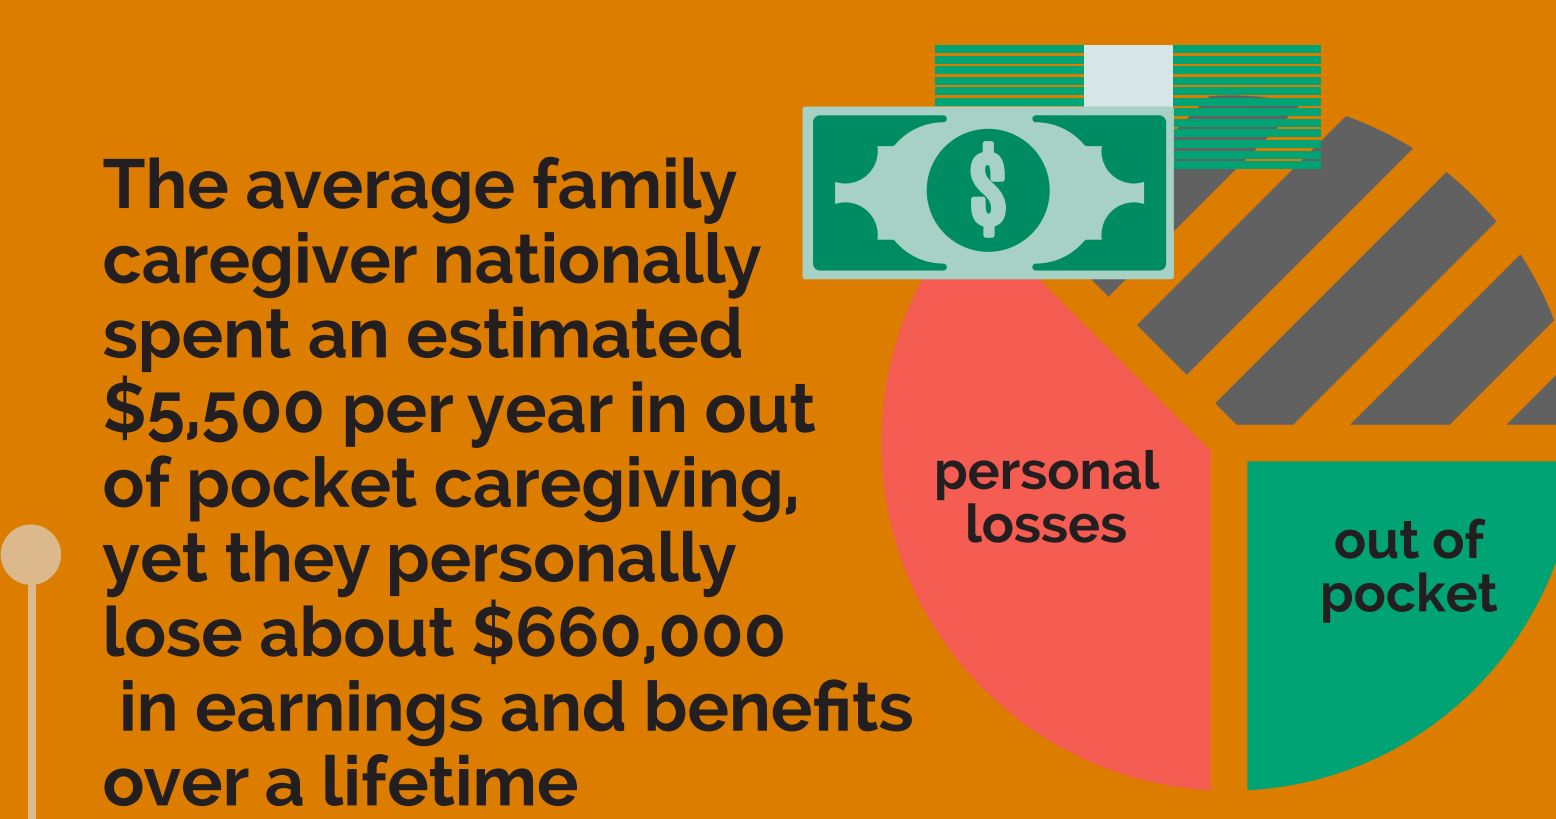 The average family
caregiver nationally
spent an estimated
$5,500 per year in out
of pocket caregiving,
yet they personally
lose about $660,000
in earnings and benefits
over a lifetime
$
personal
losses
out of
pocket